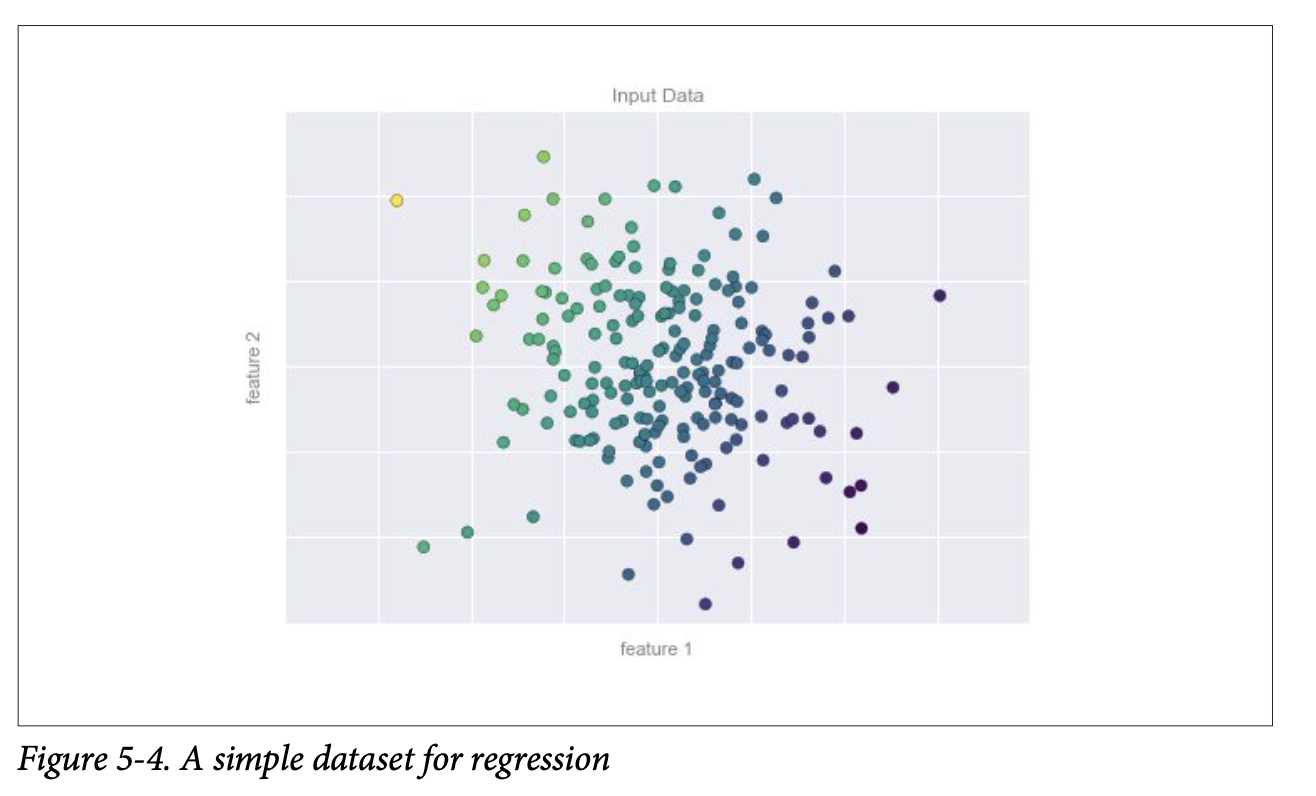 Input Data
feature 2
feature 1
Figure 5-4. A simple dataset for regression